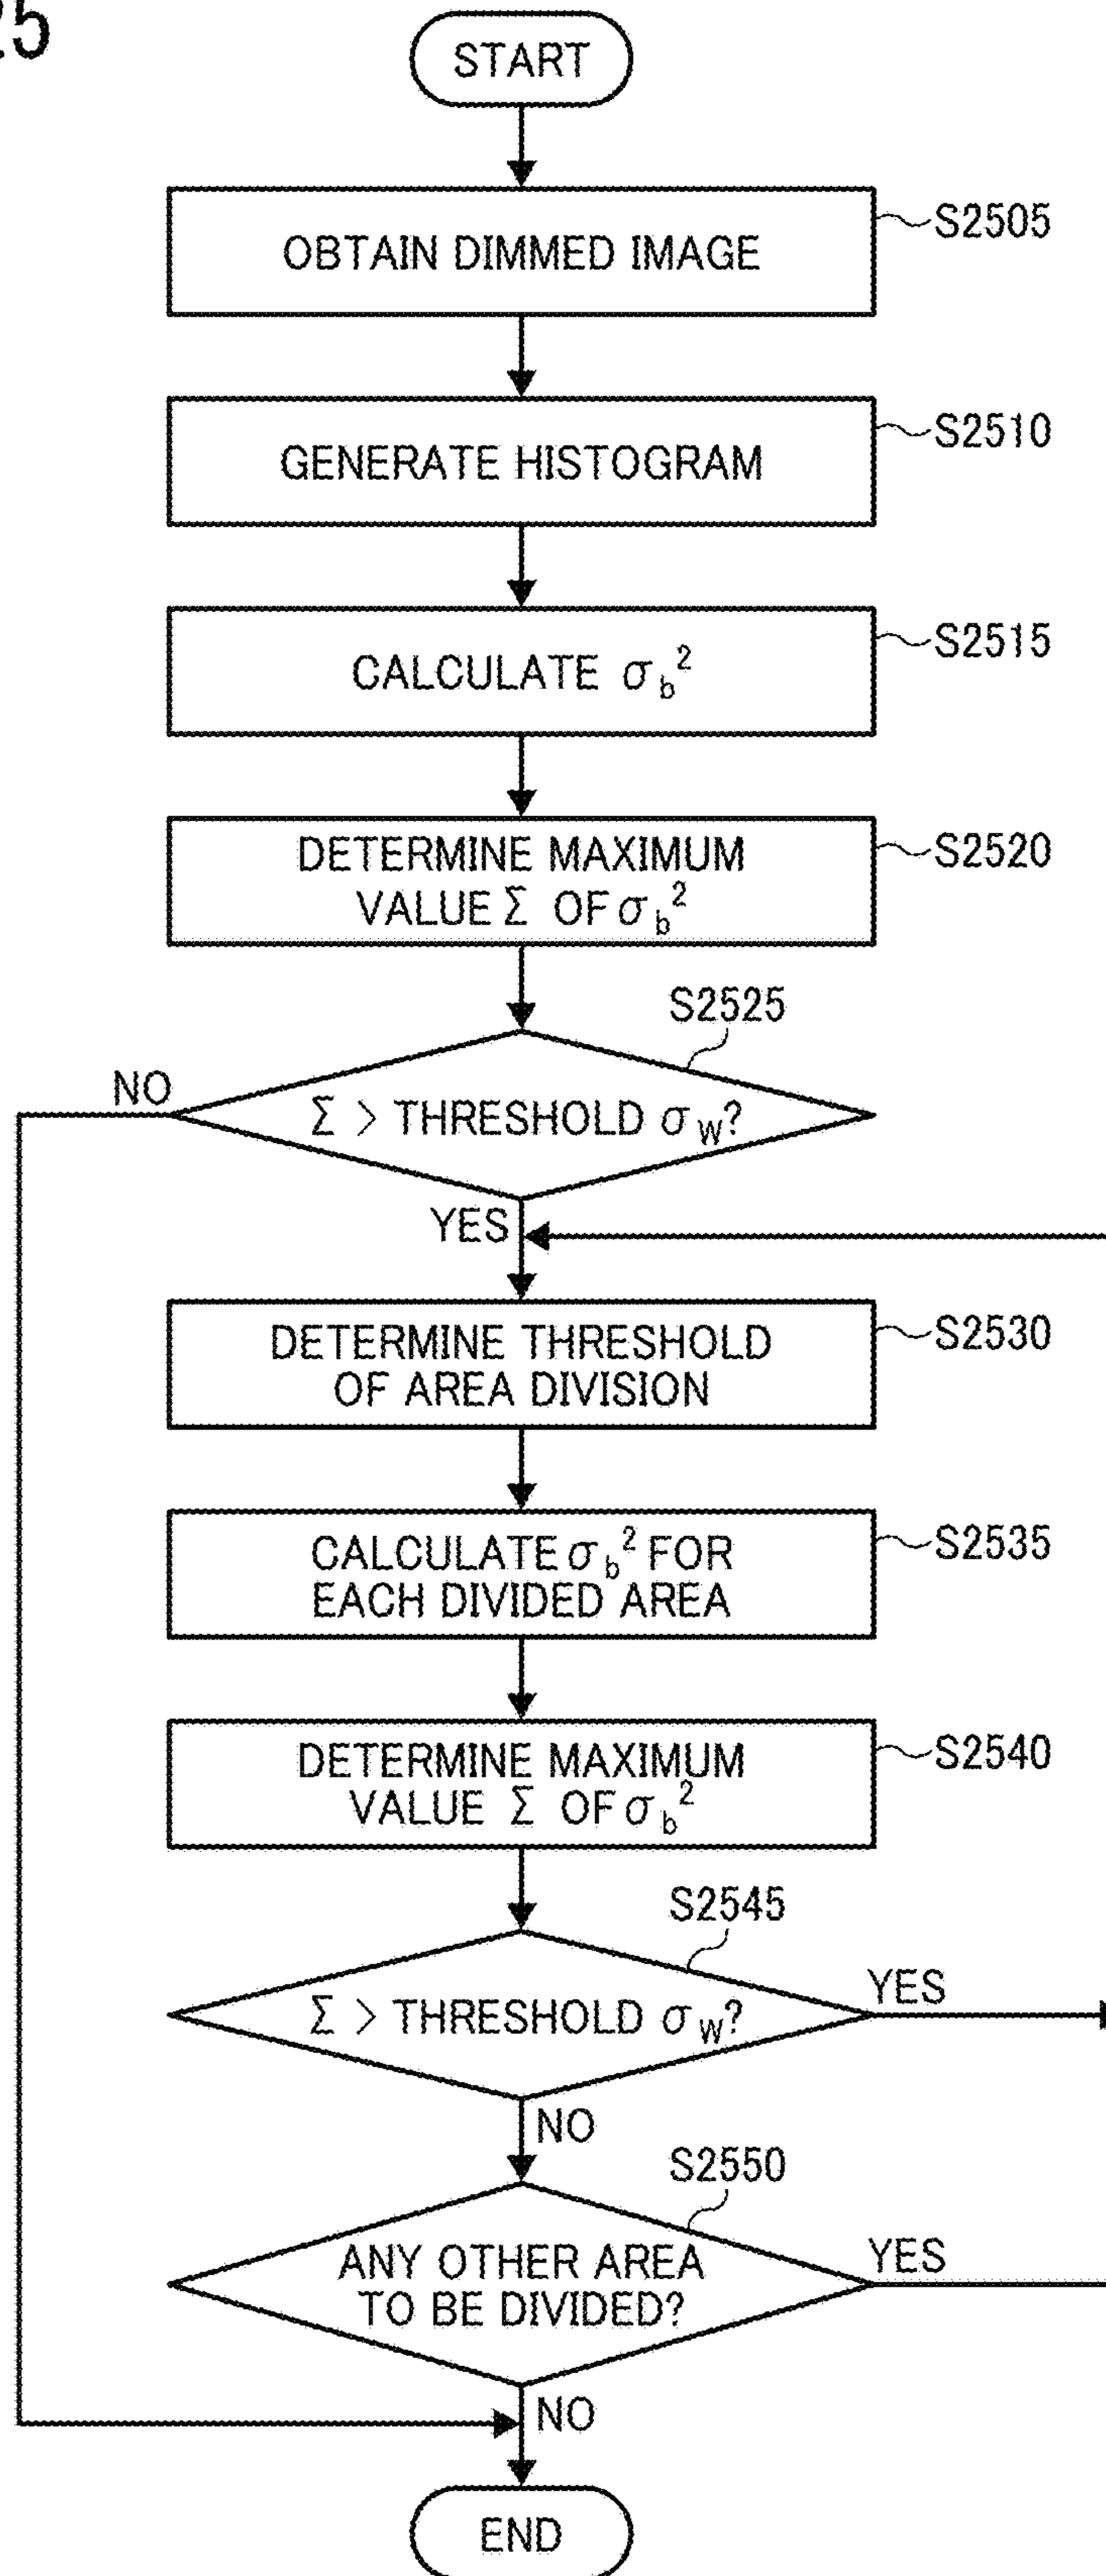 25
START
OBTAIN DIMMED IMAGE
S2505
GENERATE HISTOGRAM
S2510
CALCULATE σb²
S2515
DETERMINE MAXIMUM
VALUE Σ OF σb²
S2520
S2525
NO
Σ > THRESHOLD σW?
YES
DETERMINE THRESHOLD
OF AREA DIVISION
S2530
CALCULATE σb² FOR
EACH DIVIDED AREA
S2535
DETERMINE MAXIMUM
VALUE Σ OF σb²
S2540
S2545
Σ > THRESHOLD σW?
YES
NO
S2550
ANY OTHER AREA
TO BE DIVIDED?
YES
NO
END